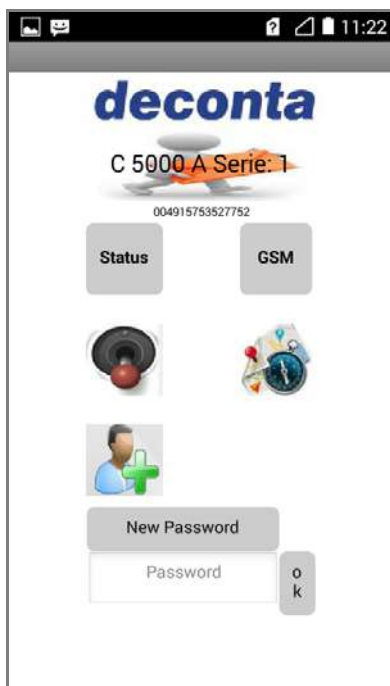 11:22
deconta
C 5000 A Serie: 1
004915753527752
Status GSM
New Password
Password
o
k